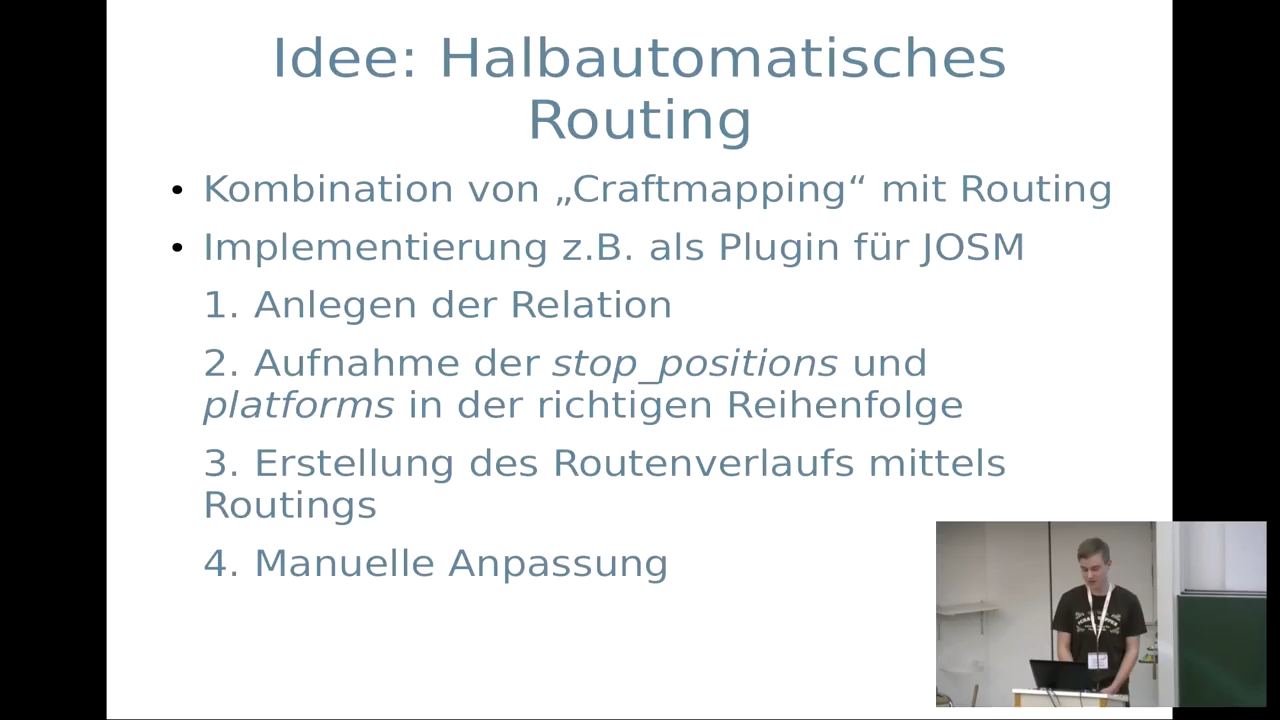 Idee: Halbautomatisches
Routing
• Kombination von „Craftmapping“ mit Routing
• Implementierung z.B. als Plugin für JOSM
1. Anlegen der Relation
2. Aufnahme der stop_positions und
platforms in der richtigen Reihenfolge
3. Erstellung des Routenverlaufs mittels
Routings
4. Manuelle Anpassung